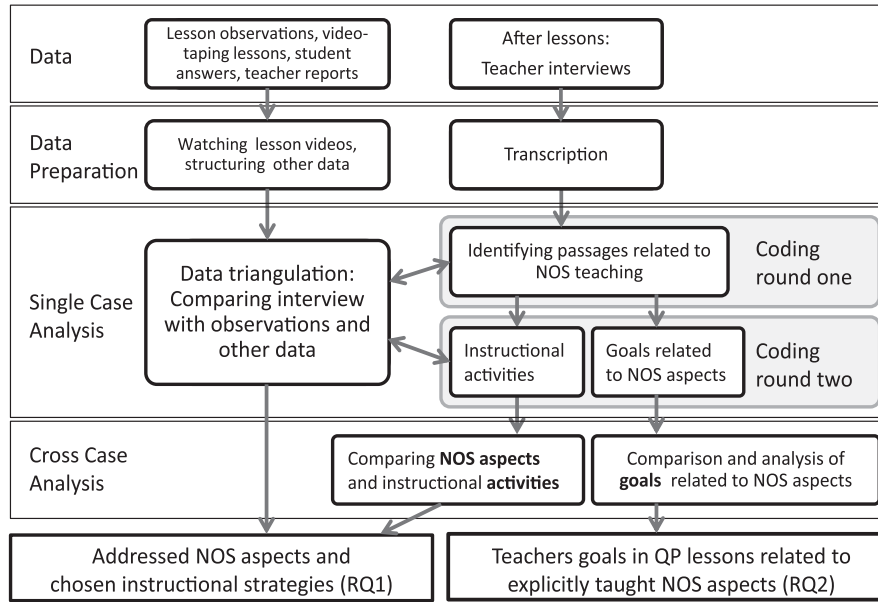 Data
Lesson observations, video-
taping lessons, student
answers, teacher reports
After lessons:
Teacher interviews
Data
Preparation
Watching lesson videos,
structuring other data
Transcription
Single Case
Analysis
Data triangulation:
Comparing interview
with observations and
other data
Identifying passages related to
NOS teaching
Coding
round one
Instructional
activities
Goals related
to NOS aspects
Coding
round two
Cross Case
Analysis
Comparing NOS aspects
and instructional activities
Comparison and analysis of
goals related to NOS aspects
Addressed NOS aspects and
chosen instructional strategies (RQ1)
Teachers goals in QP lessons related to
explicitly taught NOS aspects (RQ2)